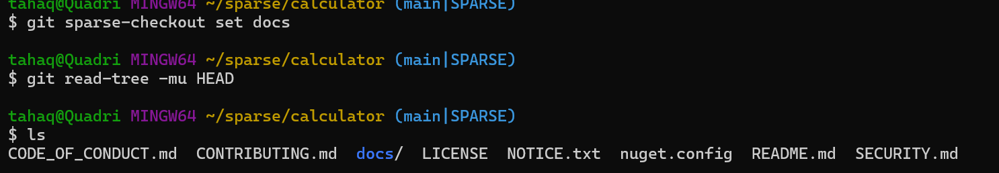 tahaq@Quadri MINGW64 ~/sparse/calculator (main|SPARSE)
$ git sparse-checkout set docs
tahaq@Quadri MINGW64 ~/sparse/calculator (main|SPARSE)
$ git read-tree -mu HEAD
tahaq@Quadri MINGW64 ~/sparse/calculator (main|SPARSE)
$ ls
CODE_OF_CONDUCT.md  CONTRIBUTING.md  docs/  LICENSE  NOTICE.txt  nuget.config  README.md  SECURITY.md